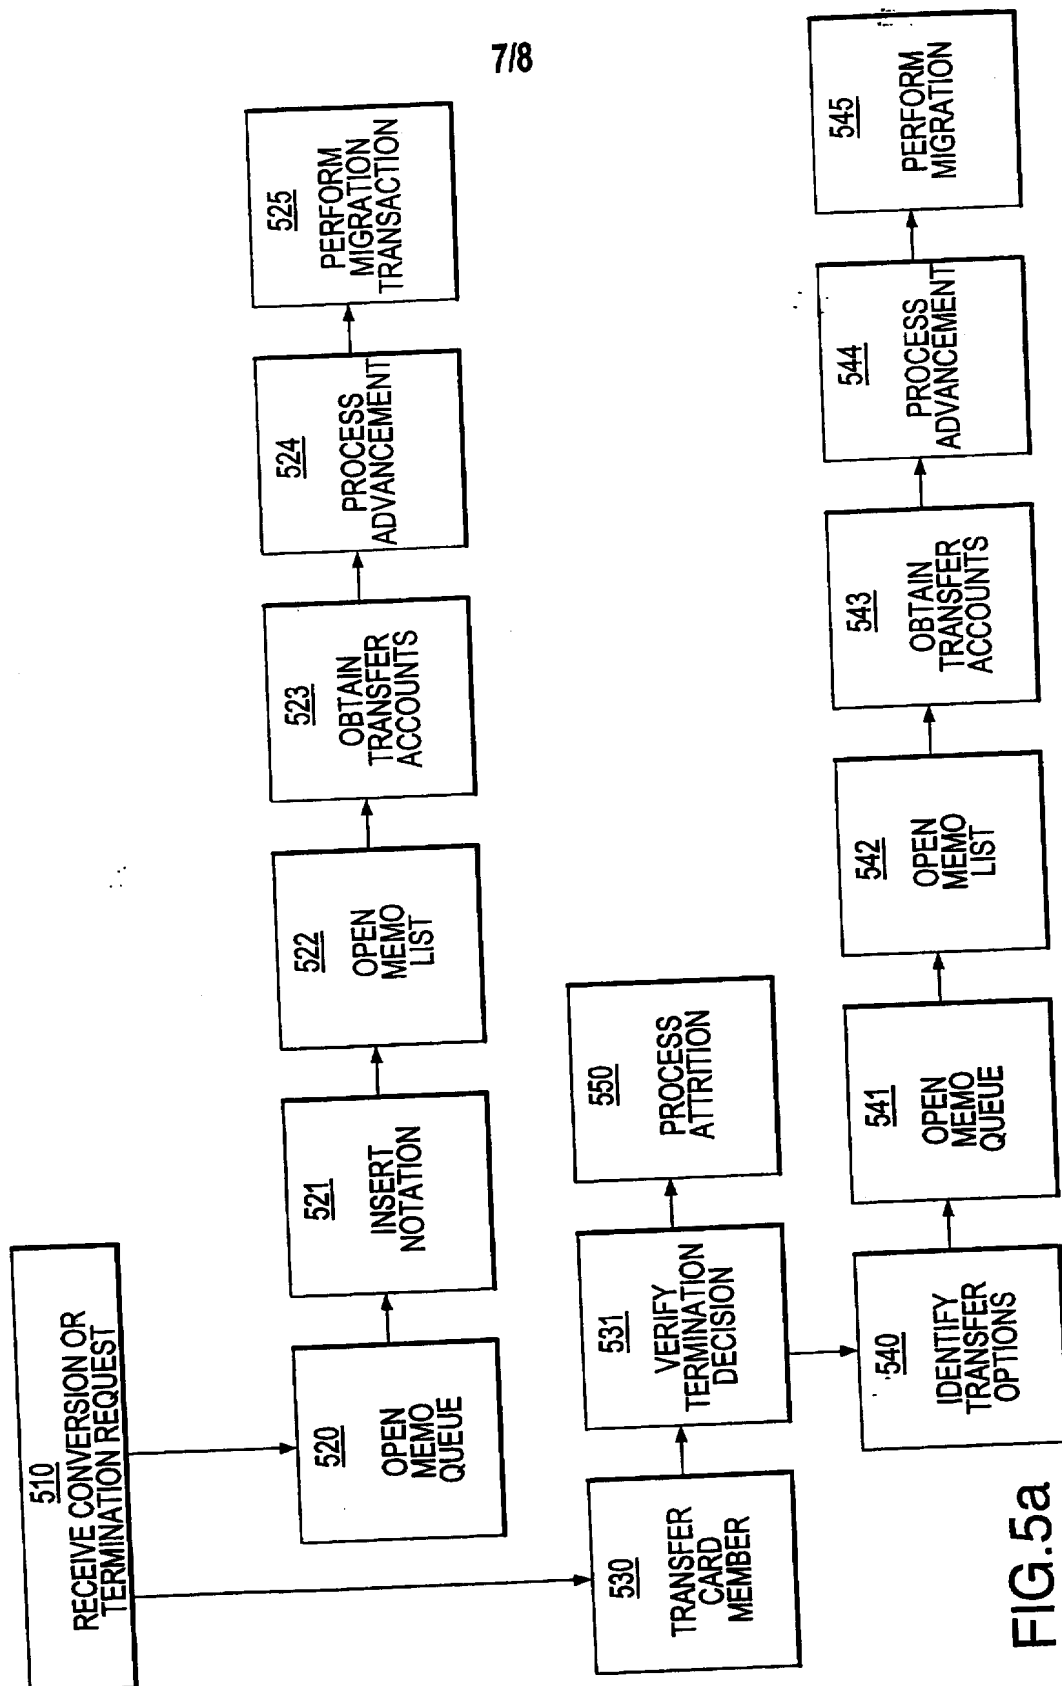 7/8
510
RECEIVE CONVERSION OR
TERMINATION REQUEST
520
OPEN
MEMO
QUEUE
521
INSERT
NOTATION
522
OPEN
MEMO
LIST
523
OBTAIN
TRANSFER
ACCOUNTS
524
PROCESS
ADVANCEMENT
525
PERFORM
MIGRATION
TRANSACTION
530
TRANSFER
CARD
MEMBER
531
VERIFY
TERMINATION
DECISION
550
PROCESS
ATTRITION
540
IDENTIFY
TRANSFER
OPTIONS
541
OPEN
MEMO
QUEUE
542
OPEN
MEMO
LIST
543
OBTAIN
TRANSFER
ACCOUNTS
544
PROCESS
ADVANCEMENT
545
PERFORM
MIGRATION
FIG.5a